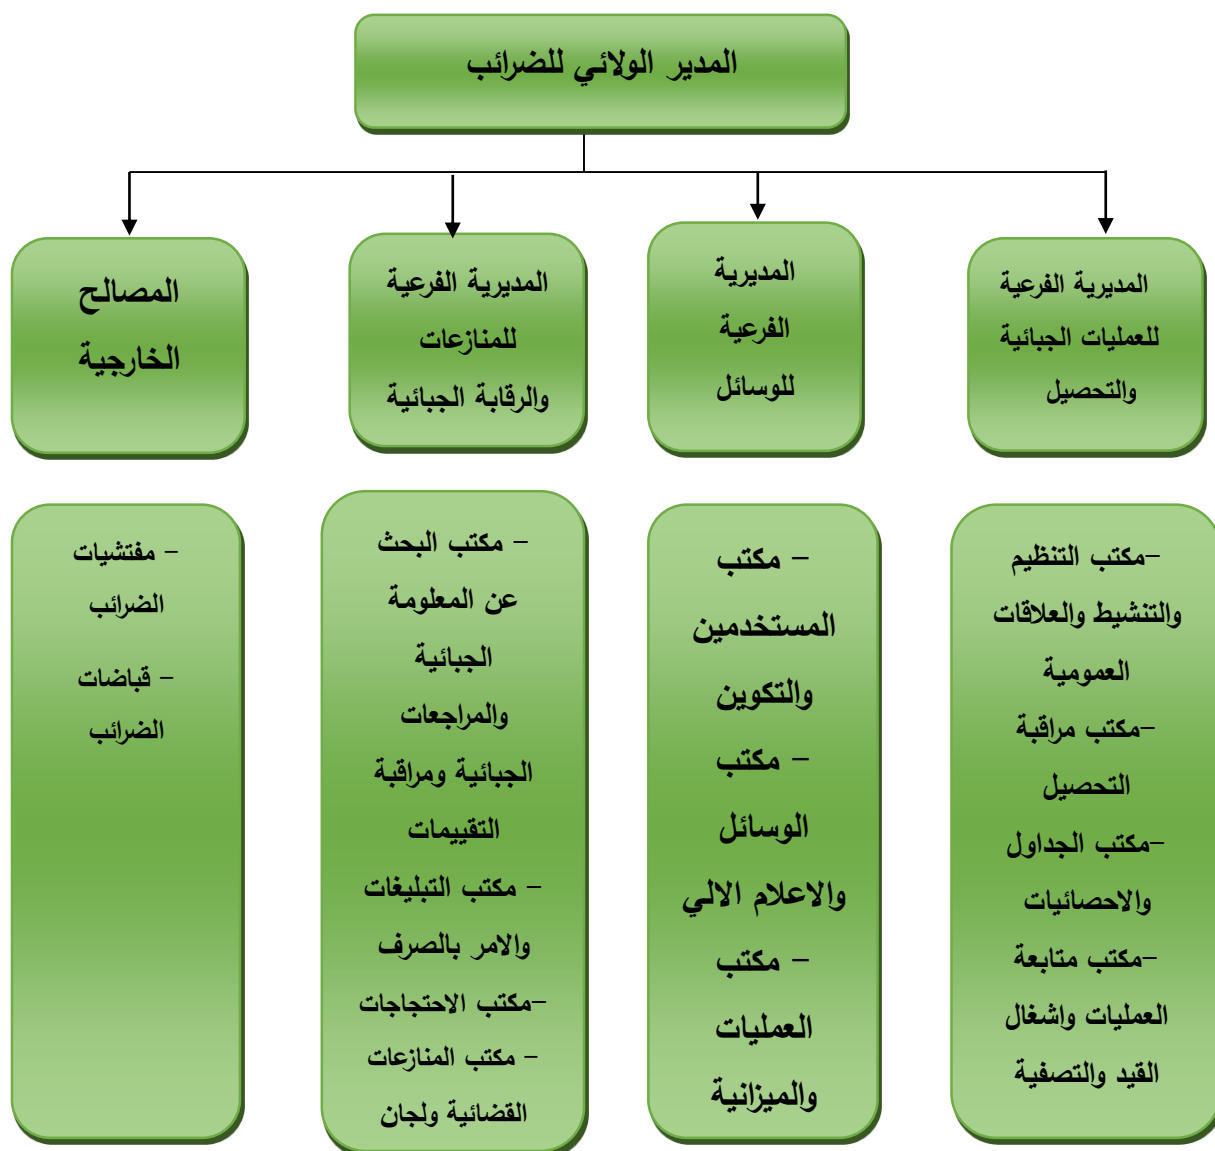 المدير الولائي للضرائب
المديرية الفرعية
للعمليات الجبائية
والتحصيل
المديرية
الفرعية
للوسائل
المديرية الفرعية
للمنازعات
والرقابة الجبائية
المصالح
الخارجية
–مكتب التنظيم
والتنشيط والعلاقات
العمومية
–مكتب مراقبة
التحصيل
–مكتب الجداول
والاحصائيات
–مكتب متابعة
العمليات واشغال
القيد والتصفية
– مكتب
المستخدمين
والتكوين
– مكتب
الوسائل
والاعلام الالي
– مكتب
العمليات
والميزانية
– مكتب البحث
عن المعلومة
الجبائية
والمراجعات
الجبائية ومراقبة
التقييمات
– مكتب التبليغات
والامر بالصرف
–مكتب الاحتجاجات
– مكتب المنازعات
القضائية ولجان
– مفتشيات
الضرائب
– قباضات
الضرائب